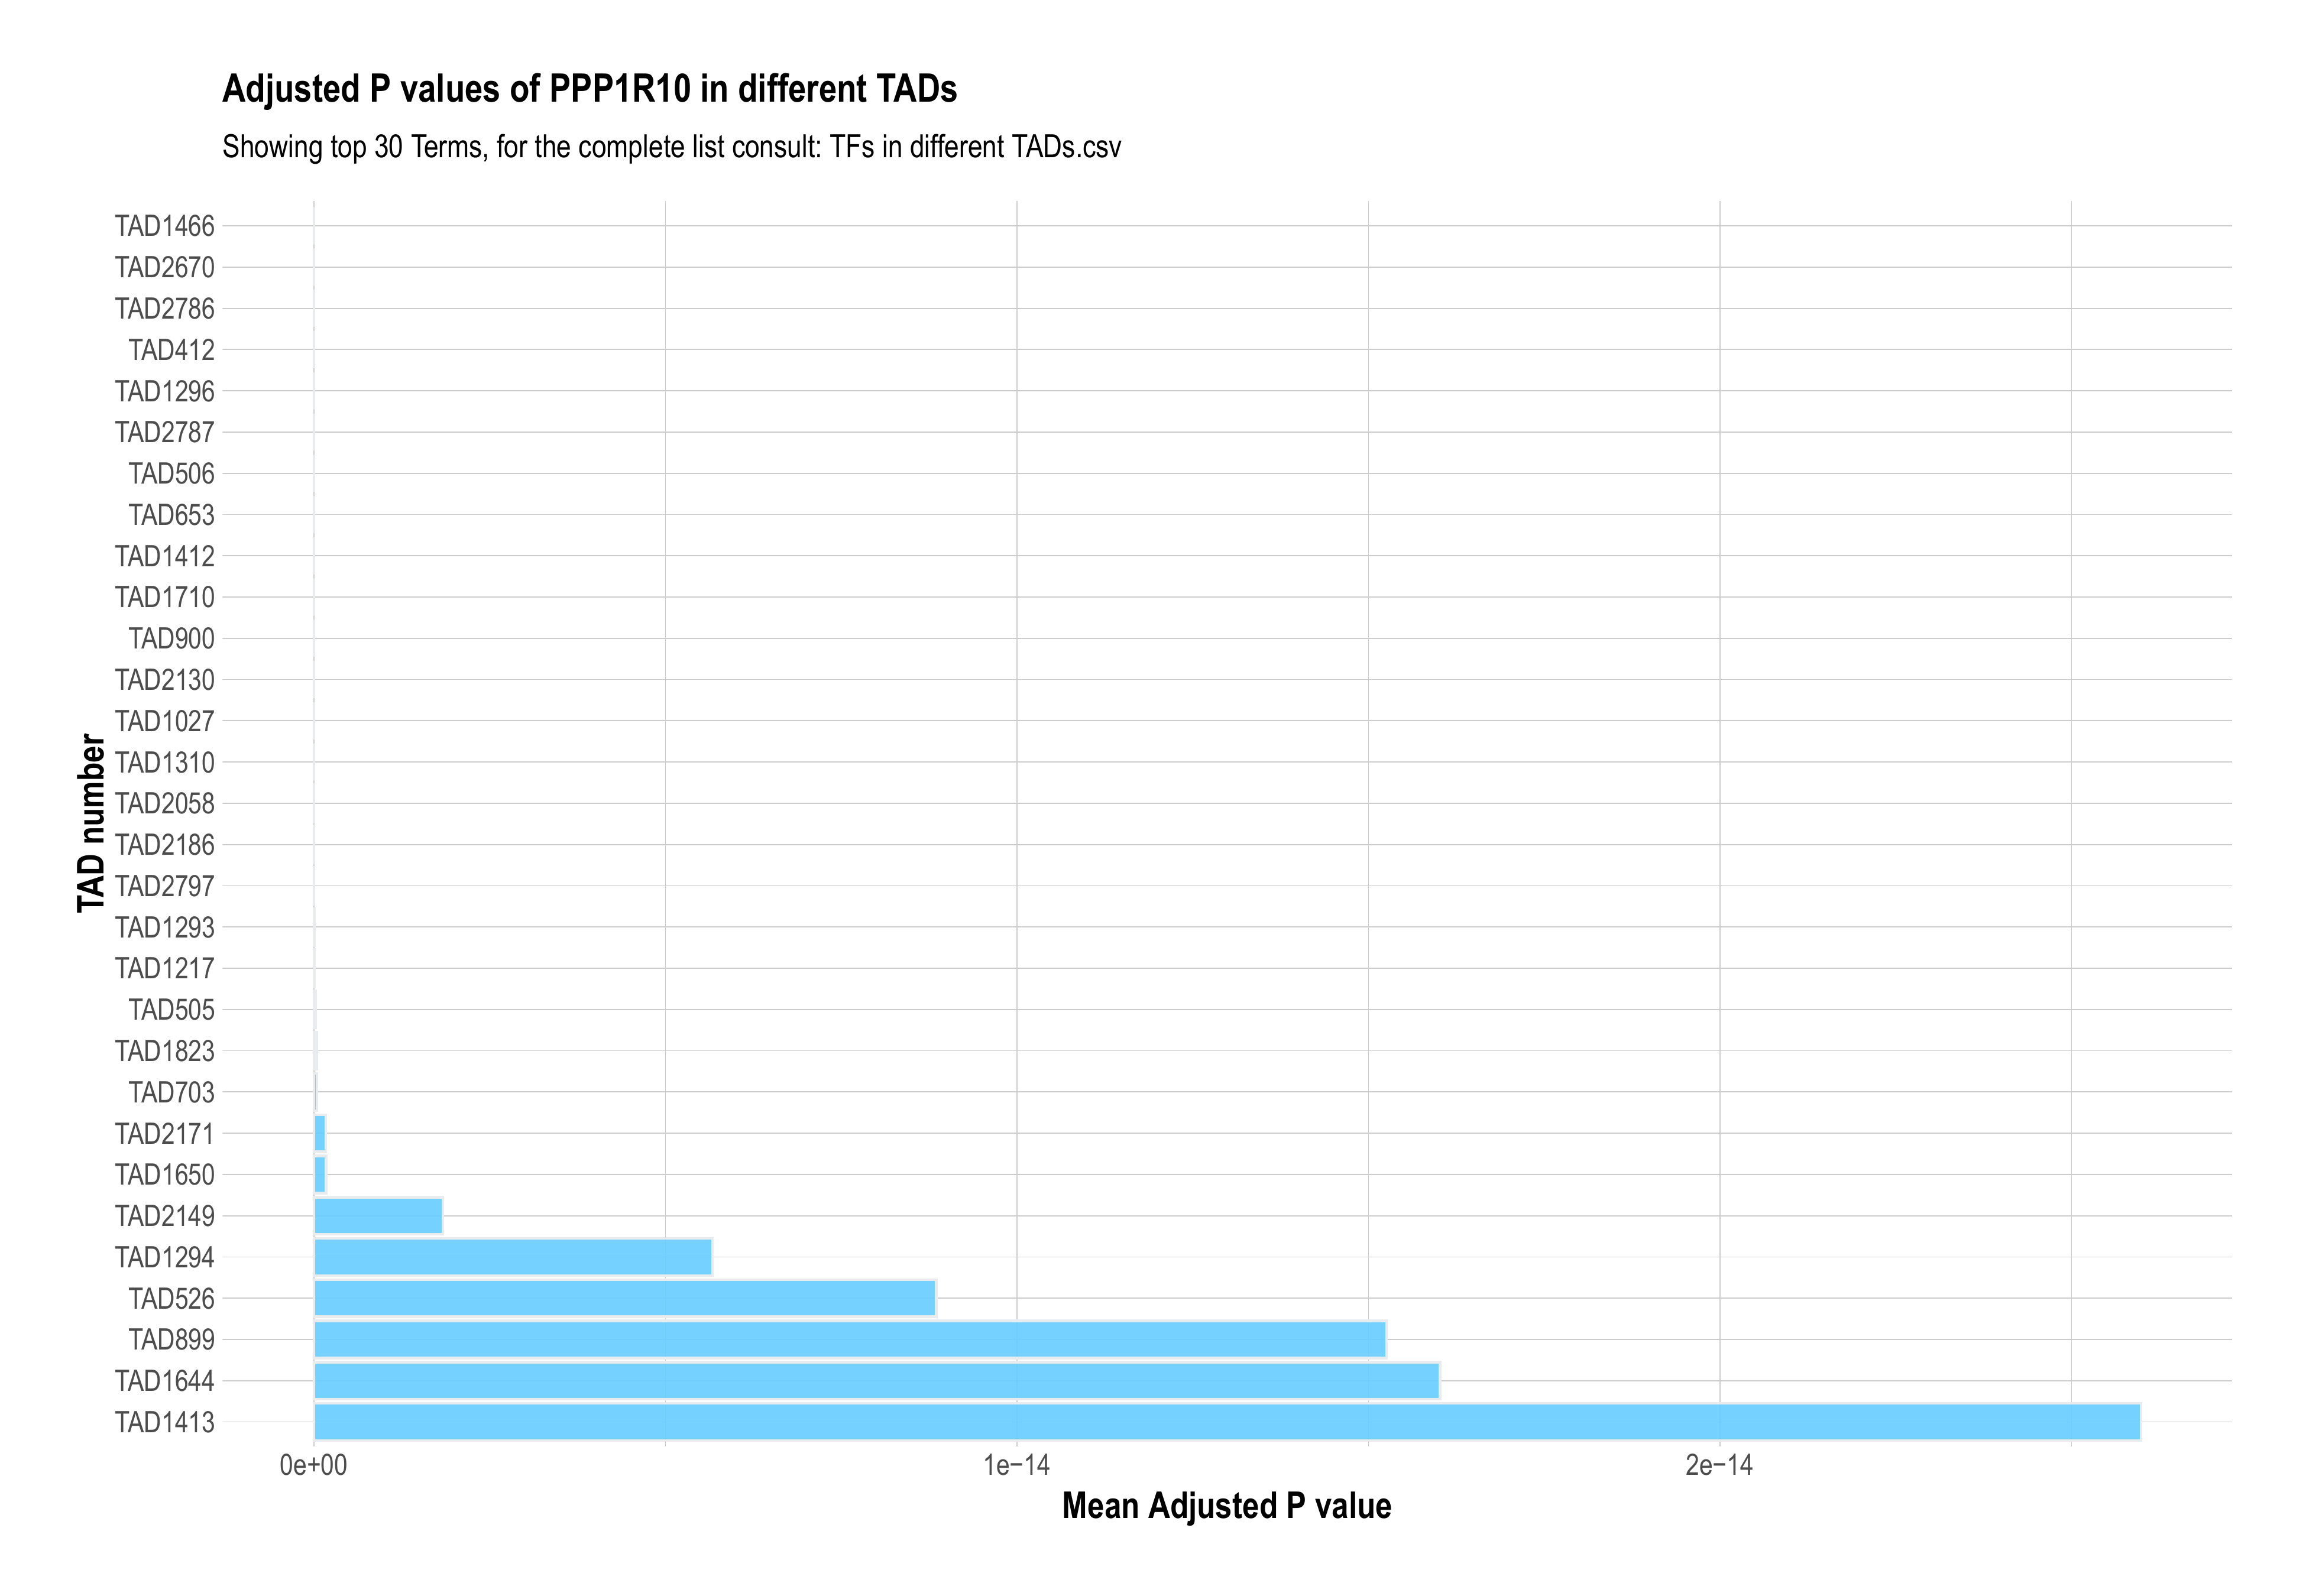 Adjusted P values of PPP1R10 in different TADs
Showing top 30 Terms, for the complete list consult: TFs in different TADs.csv
TAD number
TAD1466
TAD2670
TAD2786
TAD412
TAD1296
TAD2787
TAD506
TAD653
TAD1412
TAD1710
TAD900
TAD2130
TAD1027
TAD1310
TAD2058
TAD2186
TAD2797
TAD1293
TAD1217
TAD505
TAD1823
TAD703
TAD2171
TAD1650
TAD2149
TAD1294
TAD526
TAD899
TAD1644
TAD1413
0e+00 1e−14 2e−14
Mean Adjusted P value